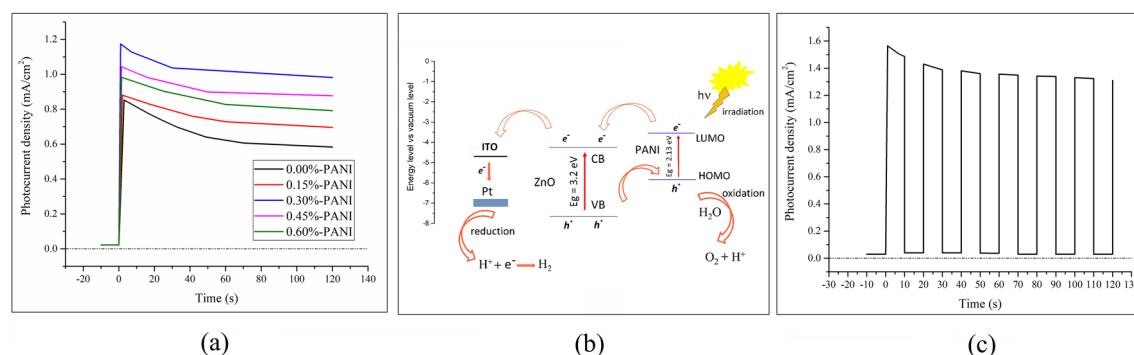 Photocurrent density (mA/cm²)
1.2
1.0
0.8
0.6
0.4
0.2
0.0
0.00%-PANI
0.15%-PANI
0.30%-PANI
0.45%-PANI
0.60%-PANI
-20 0 20 40 60 80 100 120 140
Time (s)
(a)
Energy level vs vacuum level
0
-1
-2
-3
-4
-5
-6
-7
-8
hν
irradiation
e⁻ e⁻ e⁻
LUMO
ITO
PANI
CB
Eg = 2.13 eV
e⁻
ZnO
Eg = 3.2 eV
HOMO
Pt
h⁺
oxidation
VB
H₂O
reduction
h⁺ h⁺
H⁺ + e⁻ H₂
O₂ + H⁺
(b)
Photocurrent density (mA/cm²)
1.6
1.4
1.2
1.0
0.8
0.6
0.4
0.2
0.0
-30 -20 -10 0 10 20 30 40 50 60 70 80 90 100 110 120 13
Time (s)
(c)